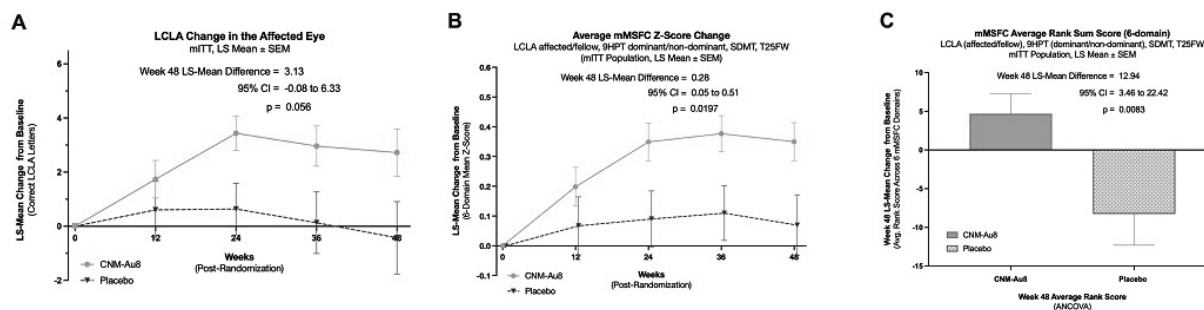 A
LCLA Change in the Affected Eye
mITT, LS Mean ± SEM
Week 48 LS-Mean Difference = 3.13
95% CI = -0.08 to 6.33
p = 0.056
LS-Mean Change from Baseline
(Correct LCLA Letters)
6
4
2
0
-2
0
12
24
36
48
Weeks
(Post-Randomization)
CNM-Au8
Placebo
B
Average mMSFC Z-Score Change
LCLA affected/fellow, 9HPT dominant/non-dominant, SDMT, T25FW
(mITT Population, LS Mean ± SEM)
Week 48 LS-Mean Difference = 0.28
95% CI = 0.05 to 0.51
p = 0.0197
LS-Mean Change from Baseline
(6-Domain Mean Z-Score)
0.6
0.5
0.4
0.3
0.2
0.1
0.0
-0.1
0
12
24
36
48
Weeks
(Post-Randomization)
CNM-Au8
Placebo
C
mMSFC Average Rank Sum Score (6-domain)
LCLA (affected/fellow), 9HPT (dominant/non-dominant), SDMT, T25FW
mITT Population, LS Mean ± SEM
Week 48 LS-Mean Difference = 12.94
95% CI = 3.46 to 22.42
p = 0.0083
Week 48 LS-Mean Change from Baseline
(Avg. Rank Score Across 6 mMSFC Domains)
10
5
0
-5
-10
-15
CNM-Au8
Placebo
CNM-Au8
Placebo
Week 48 Average Rank Score
(ANCOVA)